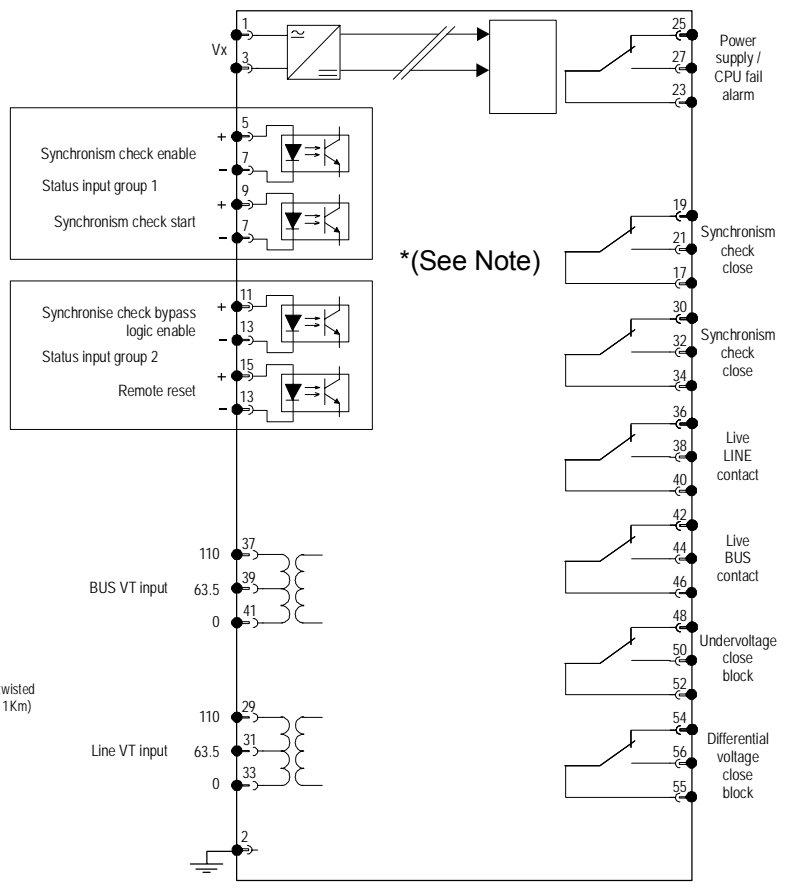 1
Vx
3
5
+
Synchronism check enable
7
–
Status input group 1
9
+
Synchronism check start
7
–
11
+
Synchronise check bypass
logic enable
13
–
Status input group 2
15
+
Remote reset
13
–
37
110
39
BUS VT input 63.5
41
0
wisted
1Km)
29
110
31
Line VT input 63.5
33
0
2
*(See Note)
25
27
23
Power
supply /
CPU fail
alarm
19
21
17
Synchronism
check
close
30
32
34
Synchronism
check
close
36
38
40
Live
LINE
contact
42
44
46
Live
BUS
contact
48
50
52
Undervoltage
close
block
54
56
55
Differential
voltage
close
block